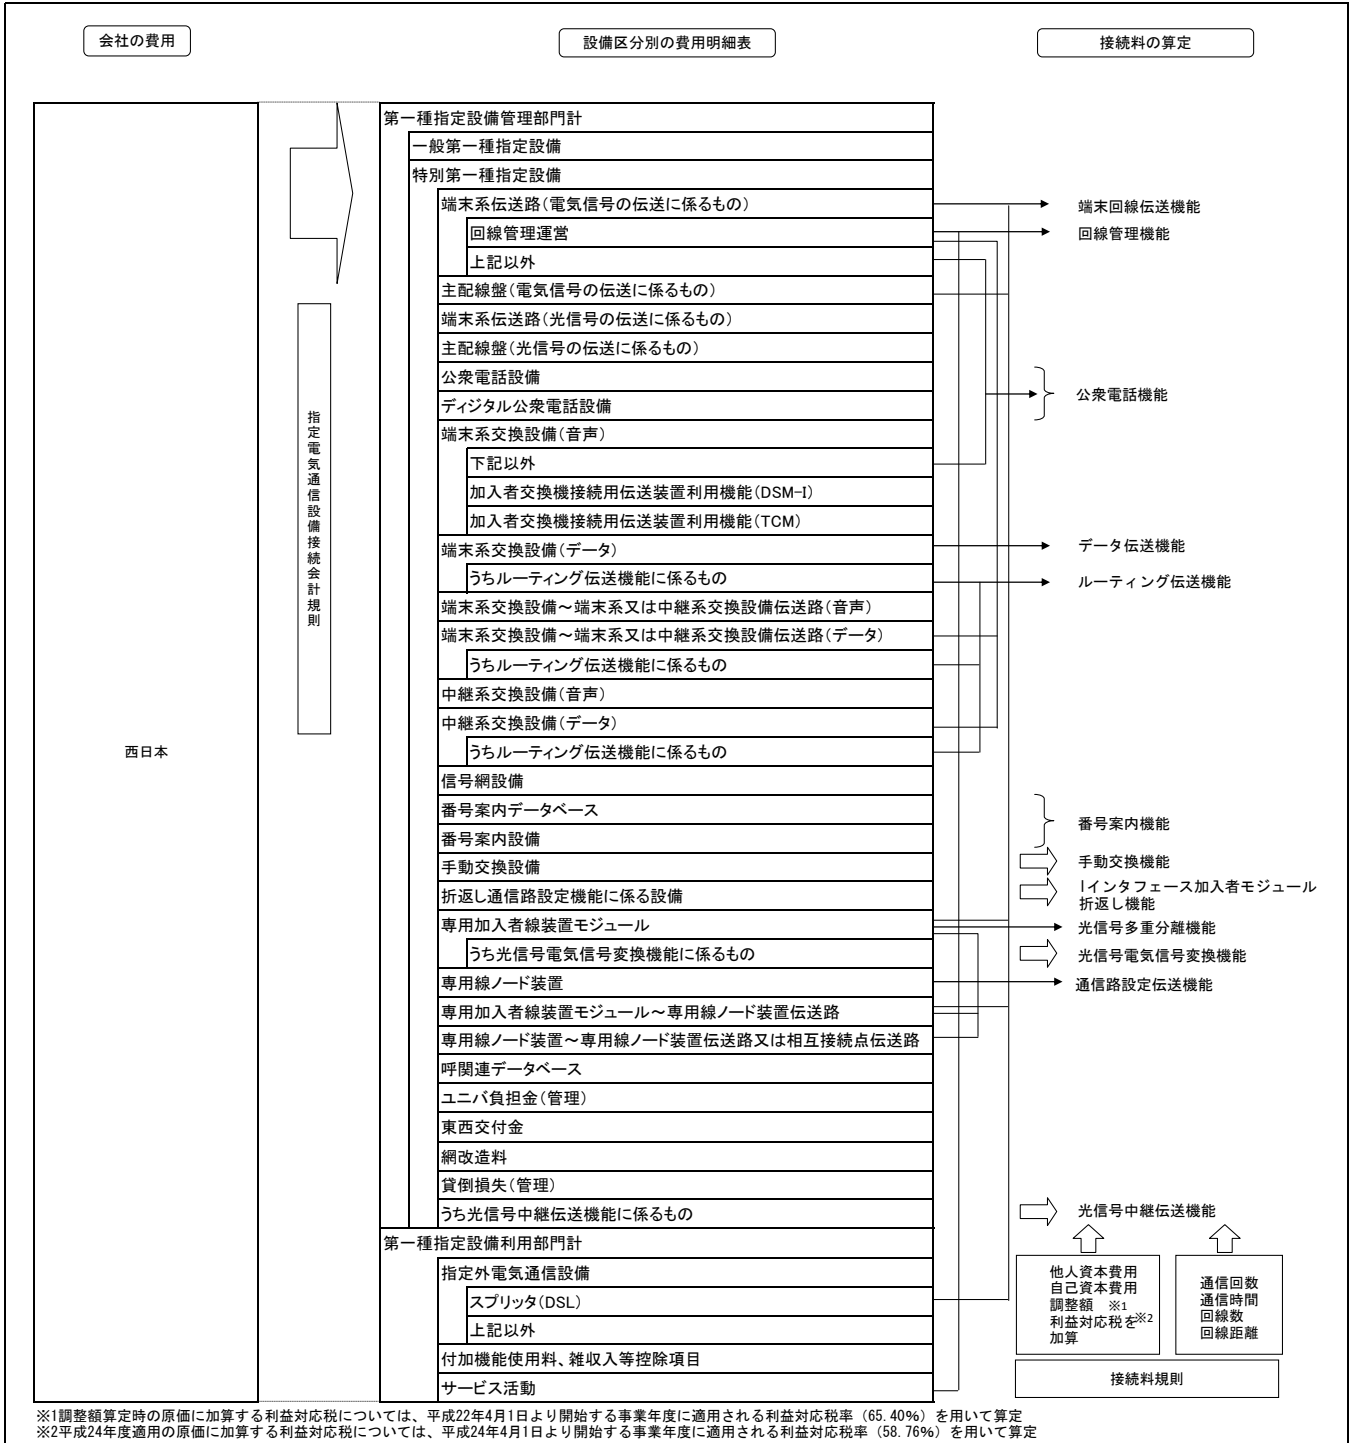 会社の費用
設備区分別の費用明細表
接続料の算定
西日本
指定電気通信設備接続会計規則
第一種指定設備管理部門計
一般第一種指定設備
特別第一種指定設備
端末系伝送路(電気信号の伝送に係るもの)
回線管理運営
上記以外
主配線盤(電気信号の伝送に係るもの)
端末系伝送路(光信号の伝送に係るもの)
主配線盤(光信号の伝送に係るもの)
公衆電話設備
ディジタル公衆電話設備
端末系交換設備(音声)
下記以外
加入者交換機接続用伝送装置利用機能(DSM-I)
加入者交換機接続用伝送装置利用機能(TCM)
端末系交換設備(データ)
うちルーティング伝送機能に係るもの
端末系交換設備～端末系又は中継系交換設備伝送路(音声)
端末系交換設備～端末系又は中継系交換設備伝送路(データ)
うちルーティング伝送機能に係るもの
中継系交換設備(音声)
中継系交換設備(データ)
うちルーティング伝送機能に係るもの
信号網設備
番号案内データベース
番号案内設備
手動交換設備
折返し通信路設定機能に係る設備
専用加入者線装置モジュール
うち光信号電気信号変換機能に係るもの
専用線ノード装置
専用加入者線装置モジュール～専用線ノード装置伝送路
専用線ノード装置～専用線ノード装置伝送路又は相互接続点伝送路
呼関連データベース
ユニバ負担金(管理)
東西交付金
網改造料
貸倒損失(管理)
うち光信号中継伝送機能に係るもの
第一種指定設備利用部門計
指定外電気通信設備
スプリッタ(DSL)
上記以外
付加機能使用料、雑収入等控除項目
サービス活動
端末回線伝送機能
回線管理機能
公衆電話機能
データ伝送機能
ルーティング伝送機能
番号案内機能
手動交換機能
Iインタフェース加入者モジュール
折返し機能
光信号多重分離機能
光信号電気信号変換機能
通信路設定伝送機能
光信号中継伝送機能
他人資本費用
自己資本費用
調整額 ※1
利益対応税を※2
加算
通信回数
通信時間
回線数
回線距離
接続料規則
※1調整額算定時の原価に加算する利益対応税については、平成22年4月1日より開始する事業年度に適用される利益対応税率(65.40%)を用いて算定
※2平成24年度適用の原価に加算する利益対応税については、平成24年4月1日より開始する事業年度に適用される利益対応税率(58.76%)を用いて算定